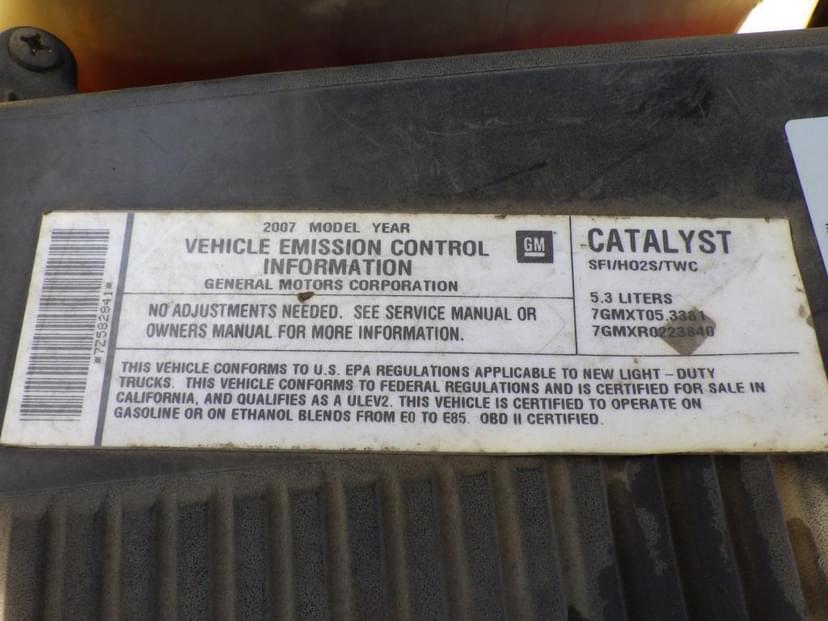 2007 MODEL YEAR
VEHICLE EMISSION CONTROL
INFORMATION
GENERAL MOTORS CORPORATION
GM
NO ADJUSTMENTS NEEDED. SEE SERVICE MANUAL OR
OWNERS MANUAL FOR MORE INFORMATION.
CATALYST
SFI/HO2S/TWC
5.3 LITERS
7GMXT05.3381
7GMXR0223840
THIS VEHICLE CONFORMS TO U.S. EPA REGULATIONS APPLICABLE TO NEW LIGHT - DUTY
TRUCKS. THIS VEHICLE CONFORMS TO FEDERAL REGULATIONS AND IS CERTIFIED FOR SALE IN
CALIFORNIA, AND QUALIFIES AS A ULEV2. THIS VEHICLE IS CERTIFIED TO OPERATE ON
GASOLINE OR ON ETHANOL BLENDS FROM E0 TO E85. OBD II CERTIFIED.
*72582841*